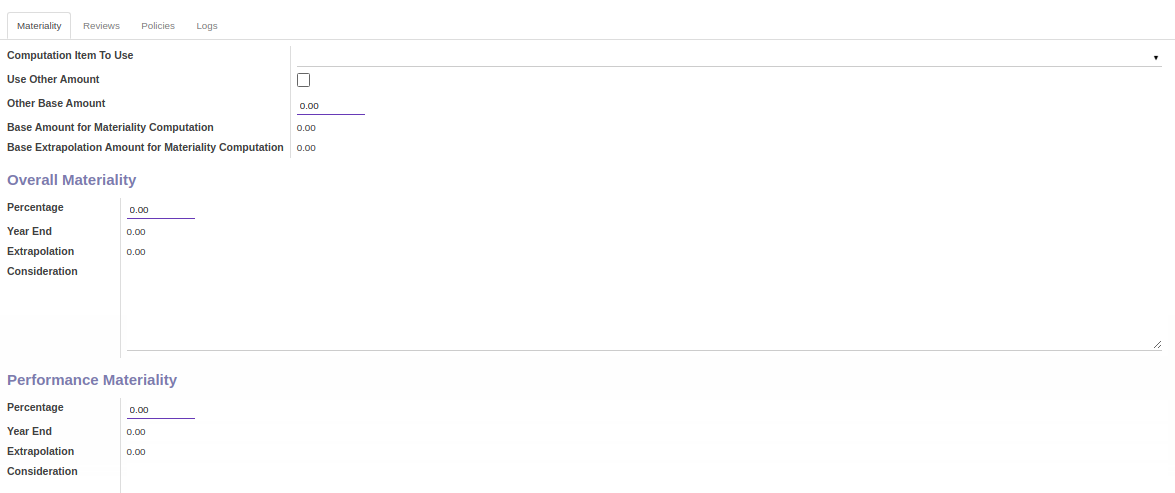 Materiality Reviews Policies Logs
Computation Item To Use
Use Other Amount
Other Base Amount 0.00
Base Amount for Materiality Computation 0.00
Base Extrapolation Amount for Materiality Computation 0.00
Overall Materiality
Percentage 0.00
Year End 0.00
Extrapolation 0.00
Consideration
Performance Materiality
Percentage 0.00
Year End 0.00
Extrapolation 0.00
Consideration